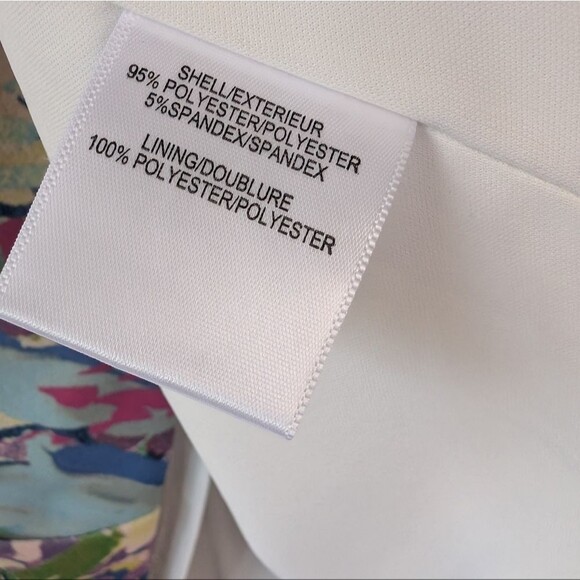 SHELL/EXTERIEUR
95% POLYESTER/POLYESTER
5%SPANDEX/SPANDEX
LINING/DOUBLURE
100% POLYESTER/POLYESTER